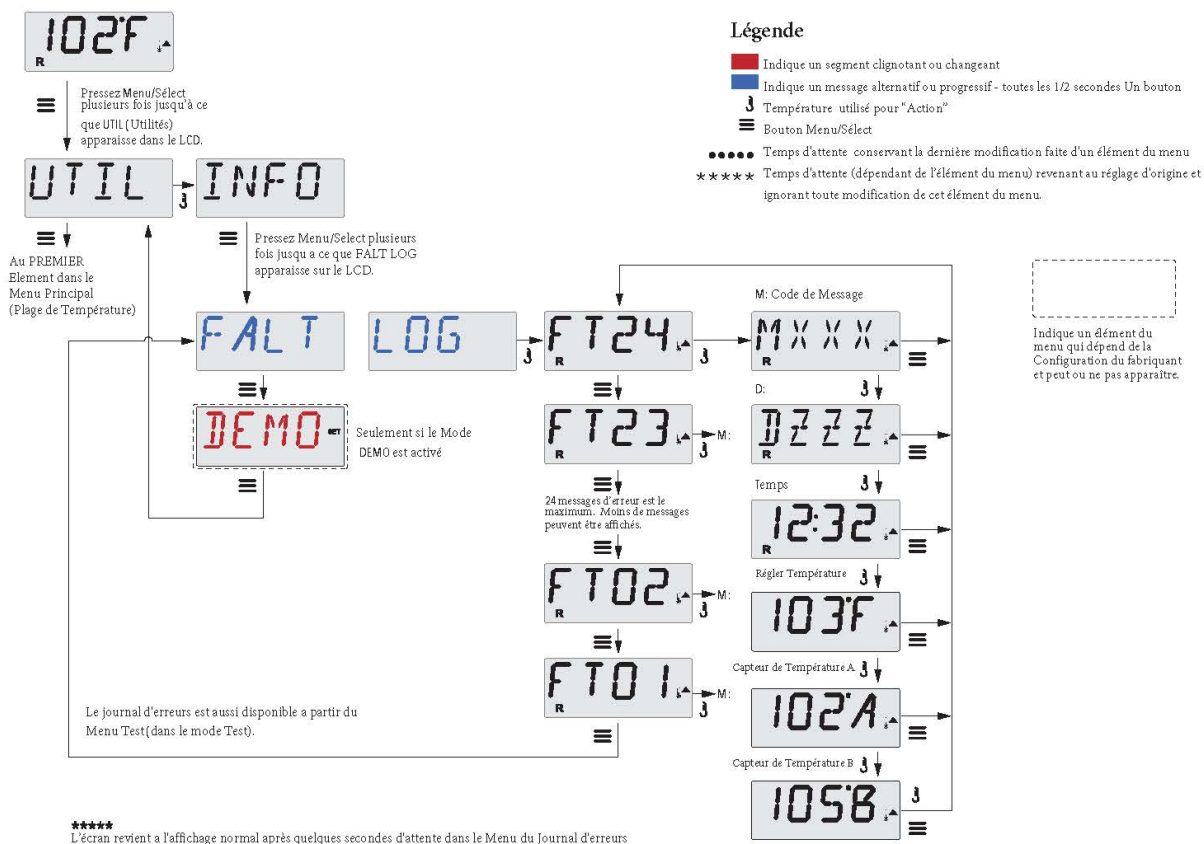 102°F
R
Pressez Menu/Sélect
plusieurs fois jusqu'à ce
que UTIL (Utilités)
apparaisse dans le LCD.
UTIL
INFO
Au PREMIER
Element dans le
Menu Principal
(Plage de Température)
Pressez Menu/Select plusieurs
fois jusqu a ce que FALT LOG
apparaisse sur le LCD.
FALT
LOG
DEMO SET
Seulement si le Mode
DEMO est activé
FT24
R
FT23
R
M:
24 messages d'erreur est le
maximum. Moins de messages
peuvent être affichés.
FT02
R
M:
FT01
R
M:
M: Code de Message
MXXX
R
D:
DZZZ
R
Temps
12:32
R
Régler Température
103°F
Capteur de Température A
102°A
Capteur de Température B
105°B
Légende
Indique un segment clignotant ou changeant
Indique un message alternatif ou progressif - toutes les 1/2 secondes Un bouton
Température utilisé pour "Action"
Bouton Menu/Sélect
••••• Temps d'attente conservant la dernière modification faite d'un élément du menu
***** Temps d'attente (dépendant de l'élément du menu) revenant au réglage d'origine et
ignorant toute modification de cet élément du menu.
Indique un élément du
menu qui dépend de la
Configuration du fabriquant
et peut ou ne pas apparaître.
Le journal d'erreurs est aussi disponible a partir du
Menu Test (dans le mode Test).
*****
L'écran revient a l'affichage normal après quelques secondes d'attente dans le Menu du Journal d'erreurs